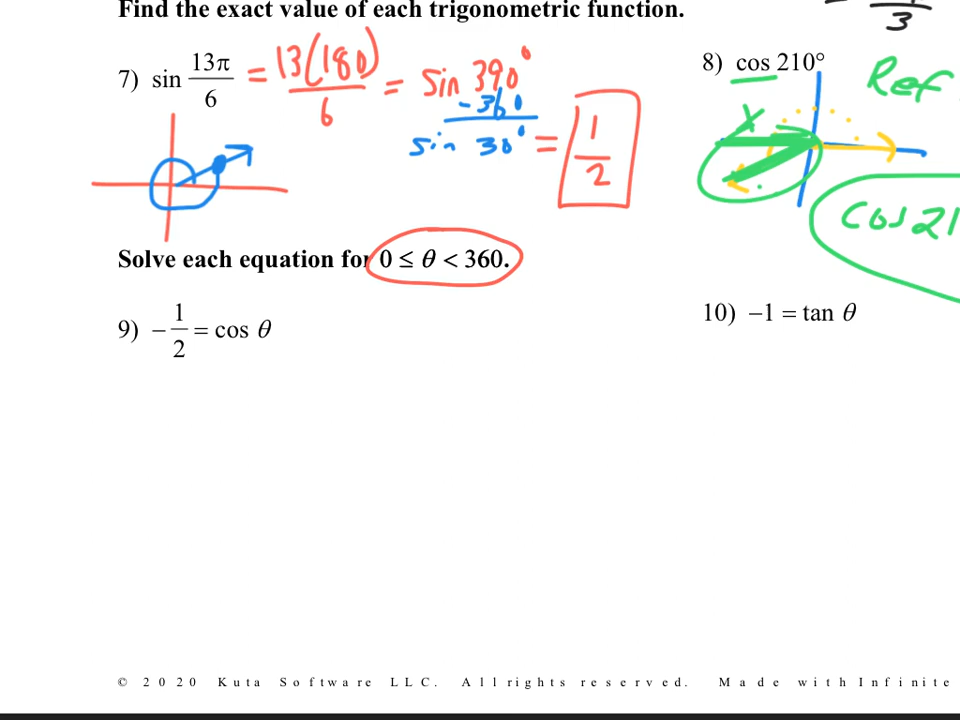 Find the exact value of each trigonometric function.
3
7) sin 13π/6 = 13(180)/6 = sin 390°
- 360
sin 30° = 1/2
8) cos 210°
Ref
X
cos 21
Solve each equation for 0 ≤ θ < 360.
9) −1/2 = cos θ
10) −1 = tan θ
© 2020 Kuta Software LLC. All rights reserved. Made with Infinite